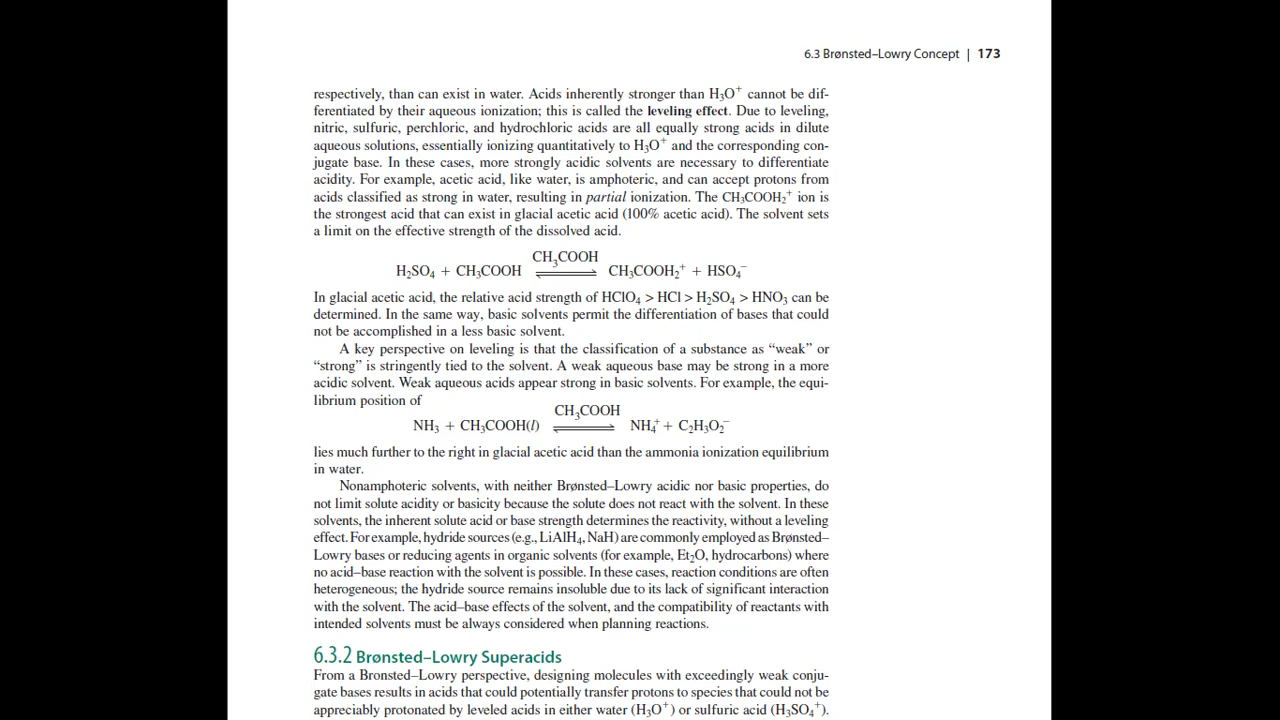 6.3 Brønsted–Lowry Concept | 173
respectively, than can exist in water. Acids inherently stronger than H₃O⁺ cannot be dif-
ferentiated by their aqueous ionization; this is called the leveling effect. Due to leveling,
nitric, sulfuric, perchloric, and hydrochloric acids are all equally strong acids in dilute
aqueous solutions, essentially ionizing quantitatively to H₃O⁺ and the corresponding con-
jugate base. In these cases, more strongly acidic solvents are necessary to differentiate
acidity. For example, acetic acid, like water, is amphoteric, and can accept protons from
acids classified as strong in water, resulting in partial ionization. The CH₃COOH₂⁺ ion is
the strongest acid that can exist in glacial acetic acid (100% acetic acid). The solvent sets
a limit on the effective strength of the dissolved acid.
CH₃COOH
H₂SO₄ + CH₃COOH ⇌ CH₃COOH₂⁺ + HSO₄⁻
In glacial acetic acid, the relative acid strength of HClO₄ > HCl > H₂SO₄ > HNO₃ can be
determined. In the same way, basic solvents permit the differentiation of bases that could
not be accomplished in a less basic solvent.
A key perspective on leveling is that the classification of a substance as “weak” or
“strong” is stringently tied to the solvent. A weak aqueous base may be strong in a more
acidic solvent. Weak aqueous acids appear strong in basic solvents. For example, the equi-
librium position of
CH₃COOH
NH₃ + CH₃COOH(l) ⇌ NH₄⁺ + C₂H₃O₂⁻
lies much further to the right in glacial acetic acid than the ammonia ionization equilibrium
in water.
Nonamphoteric solvents, with neither Brønsted–Lowry acidic nor basic properties, do
not limit solute acidity or basicity because the solute does not react with the solvent. In these
solvents, the inherent solute acid or base strength determines the reactivity, without a leveling
effect. For example, hydride sources (e.g., LiAlH₄, NaH) are commonly employed as Brønsted–
Lowry bases or reducing agents in organic solvents (for example, Et₂O, hydrocarbons) where
no acid–base reaction with the solvent is possible. In these cases, reaction conditions are often
heterogeneous; the hydride source remains insoluble due to its lack of significant interaction
with the solvent. The acid–base effects of the solvent, and the compatibility of reactants with
intended solvents must be always considered when planning reactions.
6.3.2 Brønsted–Lowry Superacids
From a Bronsted–Lowry perspective, designing molecules with exceedingly weak conju-
gate bases results in acids that could potentially transfer protons to species that could not be
appreciably protonated by leveled acids in either water (H₃O⁺) or sulfuric acid (H₃SO₄⁺).